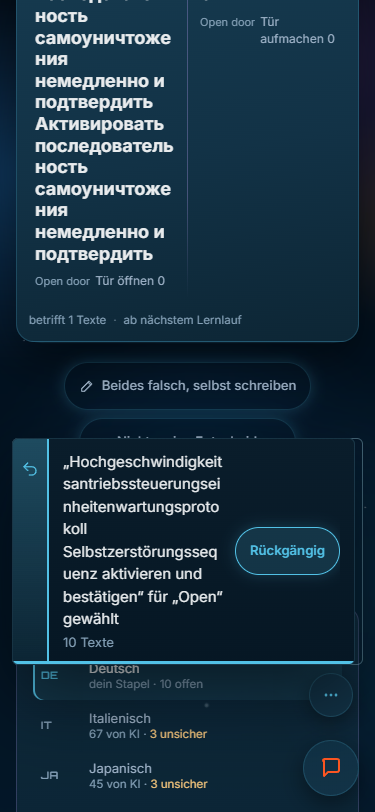 ность
самоуничтоже
ния
немедленно и
подтвердить
Активировать
последователь
ность
самоуничтоже
ния
немедленно и
подтвердить
Open door Tür öffnen 0
Open door Tür
aufmachen 0
betrifft 1 Texte · ab nächstem Lernlauf
Beides falsch, selbst schreiben
„Hochgeschwindigkeit
santriebssteuerungsei
nheitenwartungsproto
koll
Selbstzerstörungsseq
uenz aktivieren und
bestätigen“ für „Open“
gewählt
10 Texte
Rückgängig
DE Deutsch
dein Stapel · 10 offen
IT Italienisch
67 von KI · 3 unsicher
JA Japanisch
45 von KI · 3 unsicher